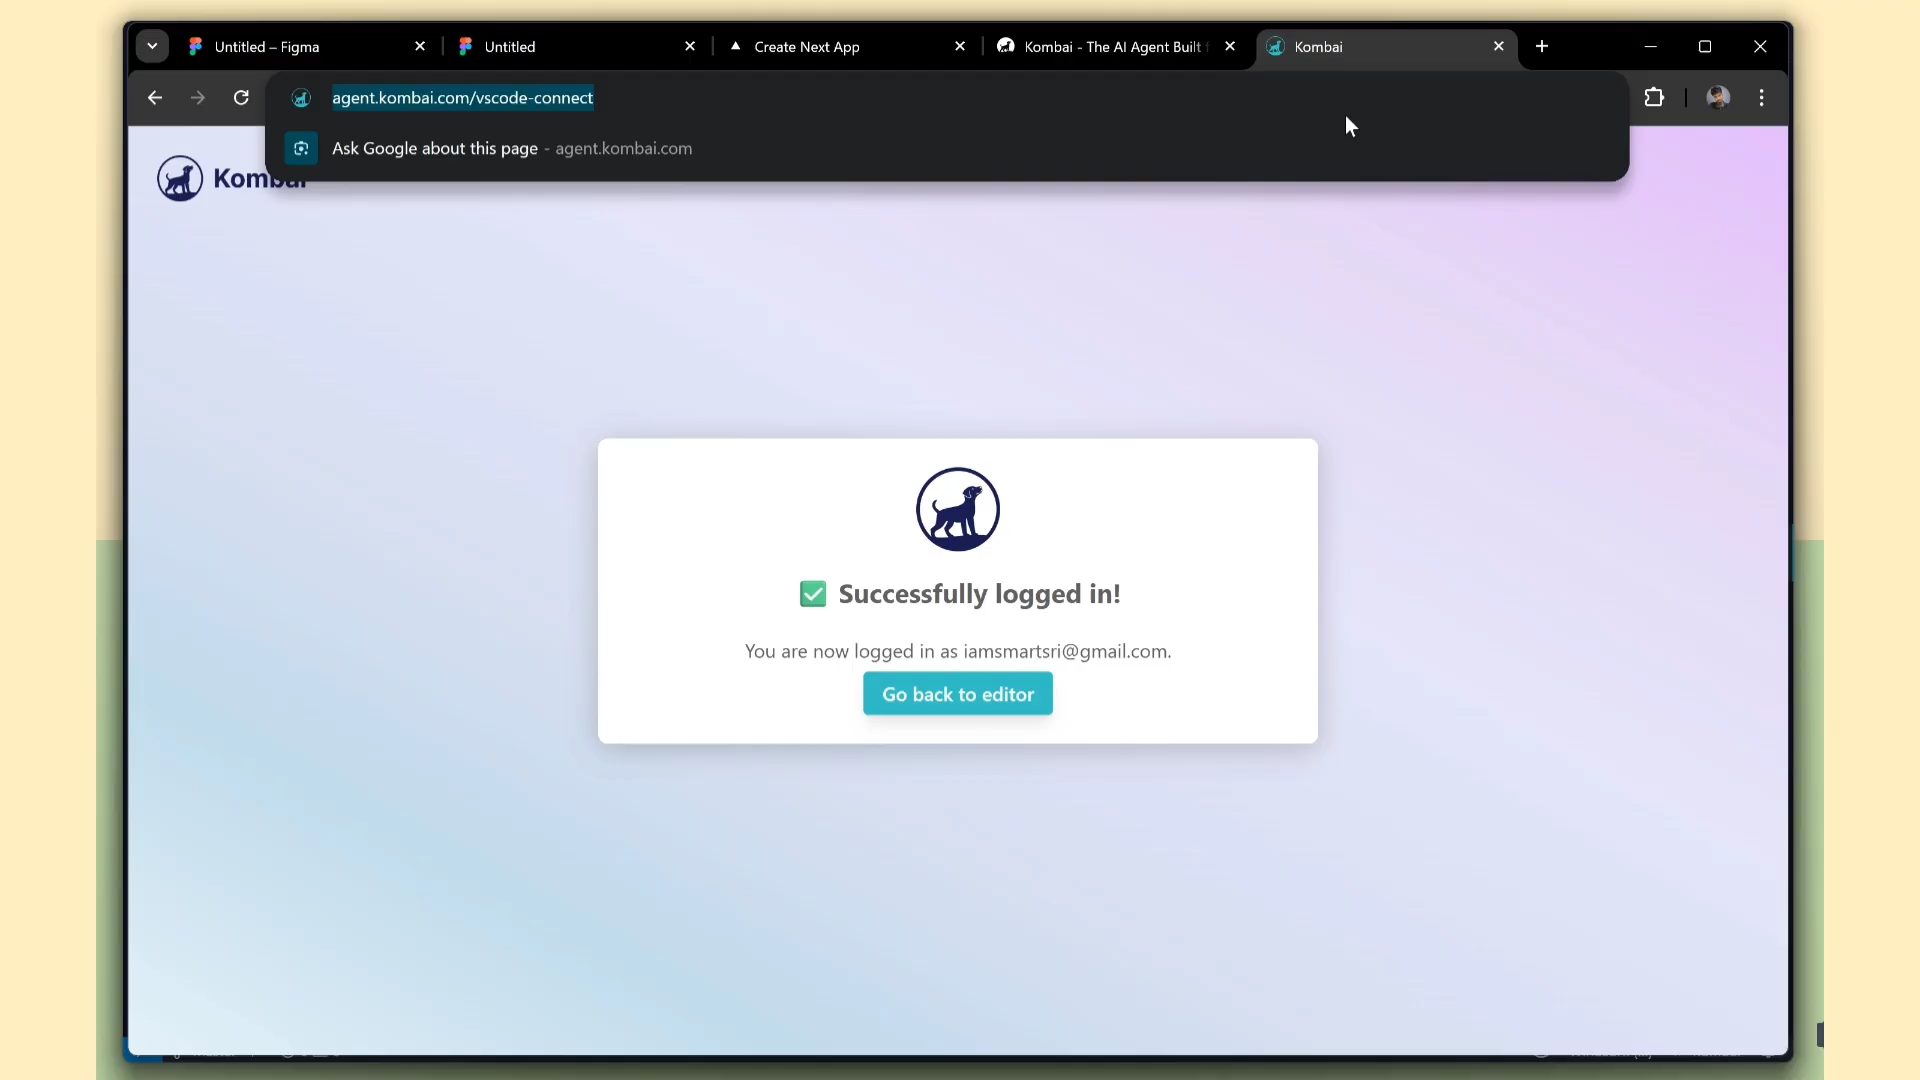 Untitled – Figma
Untitled
Create Next App
Kombai - The AI Agent Built
Kombai
agent.kombai.com/vscode-connect
Ask Google about this page - agent.kombai.com
Kombai
Successfully logged in!
You are now logged in as iamsmartsri@gmail.com.
Go back to editor